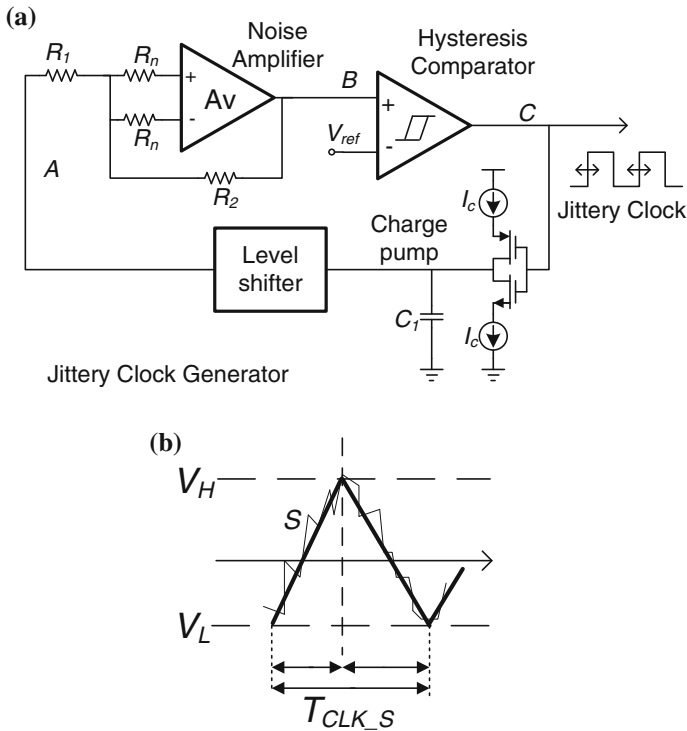 (a)
Noise
Amplifier
Hysteresis
Comparator
R1
Rn
+
Av
-
Rn
B
+
-
C
Vref
A
R2
Ic
Jittery Clock
Charge
pump
Level
shifter
C1
Ic
Jittery Clock Generator
(b)
VH
S
VL
TCLK_S